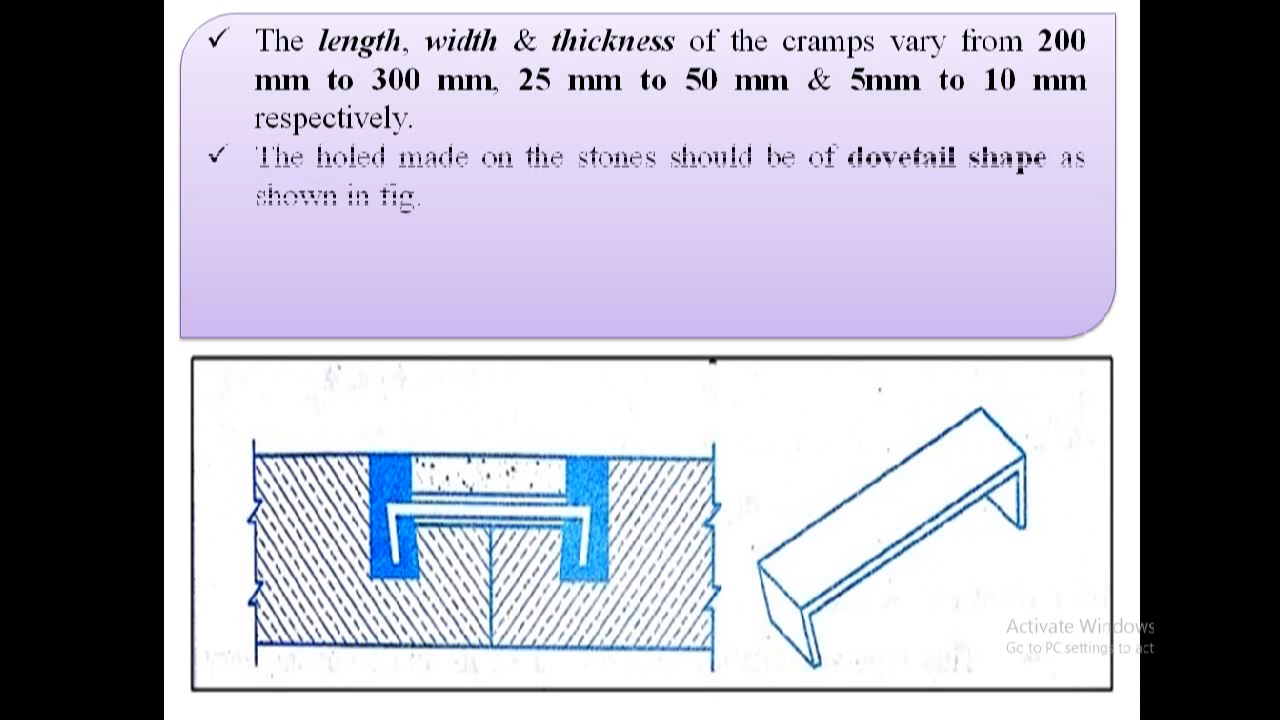 ✓ The length, width & thickness of the cramps vary from 200
mm to 300 mm, 25 mm to 50 mm & 5mm to 10 mm
respectively.
✓ The holed made on the stones should be of dovetail shape as
shown in fig.
Activate Windows
Go to PC settings to act